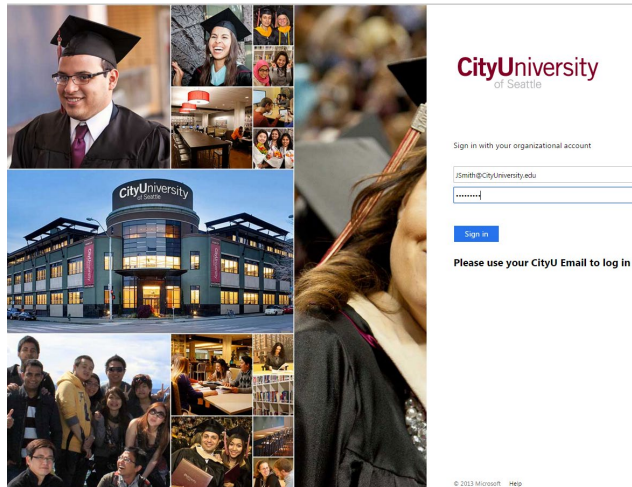 CityUniversity
of Seattle
CityUniversity
of Seattle
Sign in with your organizational account
JSmith@CityUniversity.edu
•••••••••
Sign in
Please use your CityU Email to log in
© 2013 Microsoft Help